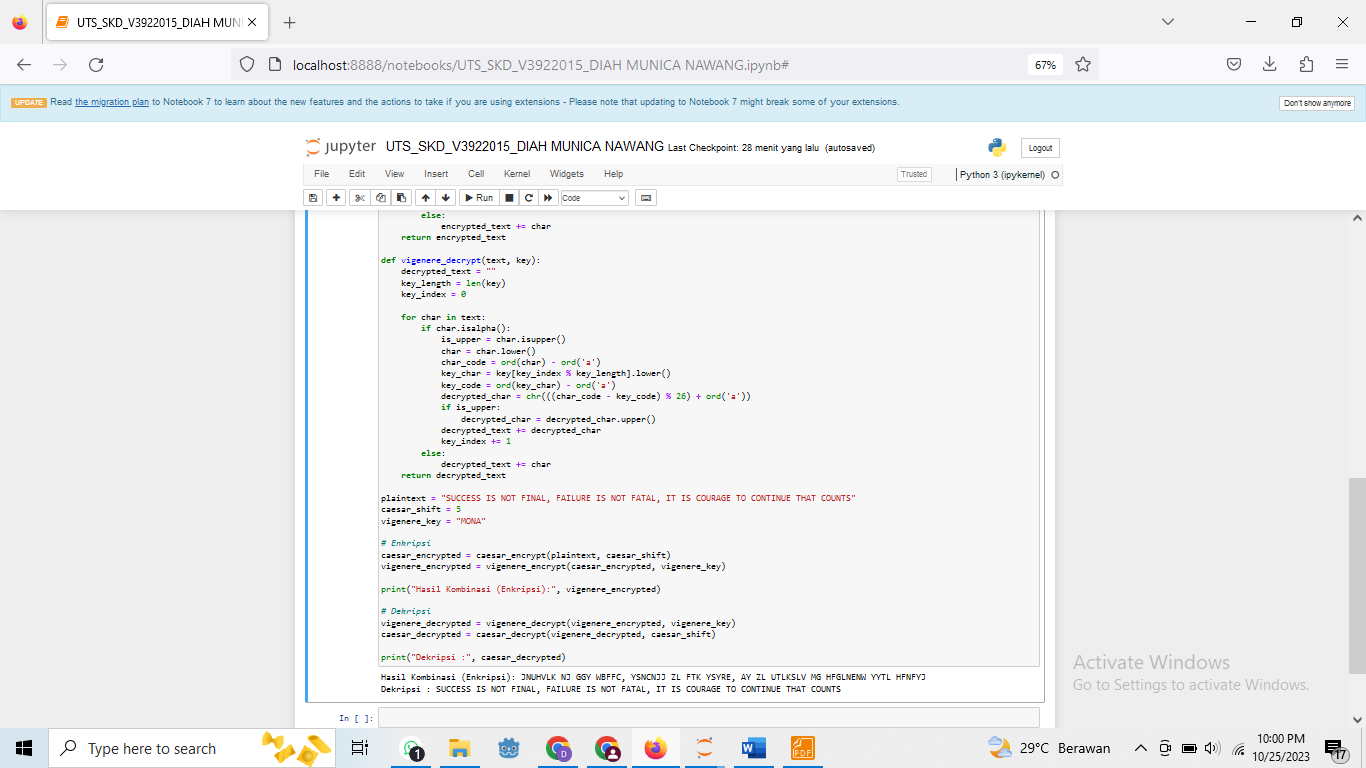 UTS_SKD_V3922015_DIAH MUNI
localhost:8888/notebooks/UTS_SKD_V3922015_DIAH MUNICA NAWANG.ipynb#
67%
UPDATE Read the migration plan to Notebook 7 to learn about the new features and the actions to take if you are using extensions - Please note that updating to Notebook 7 might break some of your extensions.
Don't show anymore
jupyter UTS_SKD_V3922015_DIAH MUNICA NAWANG Last Checkpoint: 28 menit yang lalu (autosaved)
Logout
File Edit View Insert Cell Kernel Widgets Help
Trusted
Python 3 (ipykernel)
Run
Code
else:
encrypted_text += char
return encrypted_text
def vigenere_decrypt(text, key):
decrypted_text = ""
key_length = len(key)
key_index = 0
for char in text:
if char.isalpha():
is_upper = char.isupper()
char = char.lower()
char_code = ord(char) - ord('a')
key_char = key[key_index % key_length].lower()
key_code = ord(key_char) - ord('a')
decrypted_char = chr(((char_code - key_code) % 26) + ord('a'))
if is_upper:
decrypted_char = decrypted_char.upper()
decrypted_text += decrypted_char
key_index += 1
else:
decrypted_text += char
return decrypted_text
plaintext = "SUCCESS IS NOT FINAL, FAILURE IS NOT FATAL, IT IS COURAGE TO CONTINUE THAT COUNTS"
caesar_shift = 5
vigenere_key = "MONA"
# Enkripsi
caesar_encrypted = caesar_encrypt(plaintext, caesar_shift)
vigenere_encrypted = vigenere_encrypt(caesar_encrypted, vigenere_key)
print("Hasil Kombinasi (Enkripsi):", vigenere_encrypted)
# Dekripsi
vigenere_decrypted = vigenere_decrypt(vigenere_encrypted, vigenere_key)
caesar_decrypted = caesar_decrypt(vigenere_decrypted, caesar_shift)
print("Dekripsi :", caesar_decrypted)
Hasil Kombinasi (Enkripsi): JNUHVLK NJ GGY WBFFC, YSNCNJJ ZL FTK YSYRE, AY ZL UTLKSLV MG HFGLNENW YYTL HFNFYJ
Dekripsi : SUCCESS IS NOT FINAL, FAILURE IS NOT FATAL, IT IS COURAGE TO CONTINUE THAT COUNTS
In [ ]:
Activate Windows
Go to Settings to activate Windows.
Type here to search
1
D
W
PDF
29°C Berawan
10:00 PM
10/25/2023
17